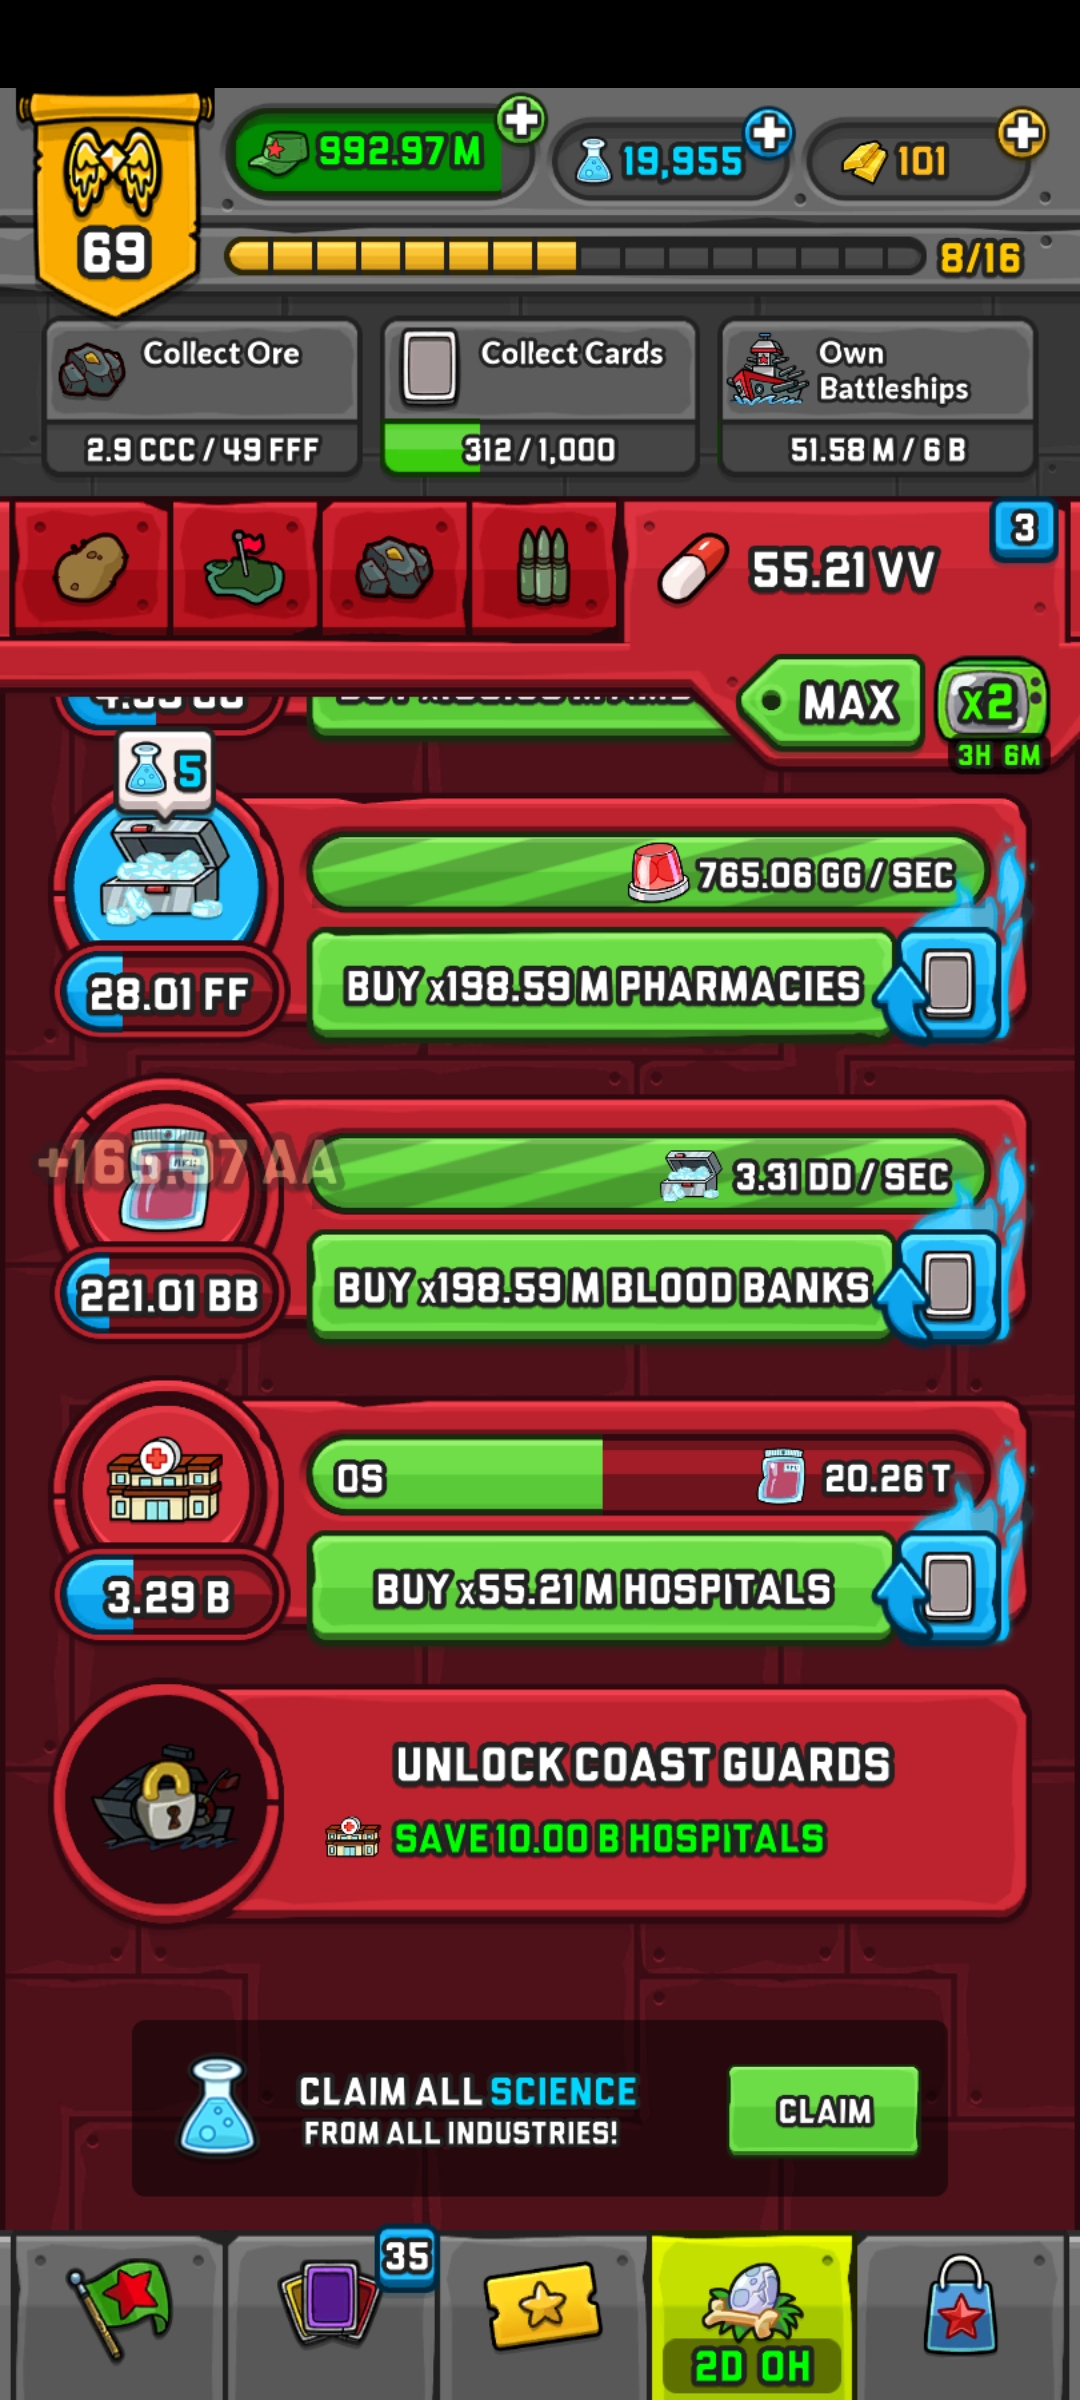 992.97 M
19,955
101
69
8/16
Collect Ore
2.9 CCC / 49 FFF
Collect Cards
312 / 1,000
Own
Battleships
51.58 M / 6 B
55.21 VV
3
MAX
x2
3H 6M
5
765.06 GG / SEC
28.01 FF
BUY x198.59 M PHARMACIES
3.31 DD / SEC
221.01 BB
BUY x198.59 M BLOOD BANKS
0S
20.26 T
3.29 B
BUY x55.21 M HOSPITALS
UNLOCK COAST GUARDS
SAVE 10.00 B HOSPITALS
CLAIM ALL SCIENCE
FROM ALL INDUSTRIES!
CLAIM
35
2D 0H